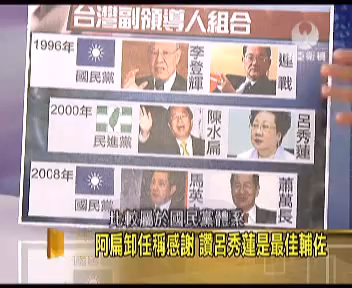 台灣副領導人組合
亞衛視
1996年 國民黨 李登輝 連戰
2000年 民進黨 陳水扁 呂秀蓮
2008年 國民黨 馬英 蕭萬長
比較屬於國民黨體系
阿扁卸任稱感謝 讚呂秀蓮是最佳輔佐